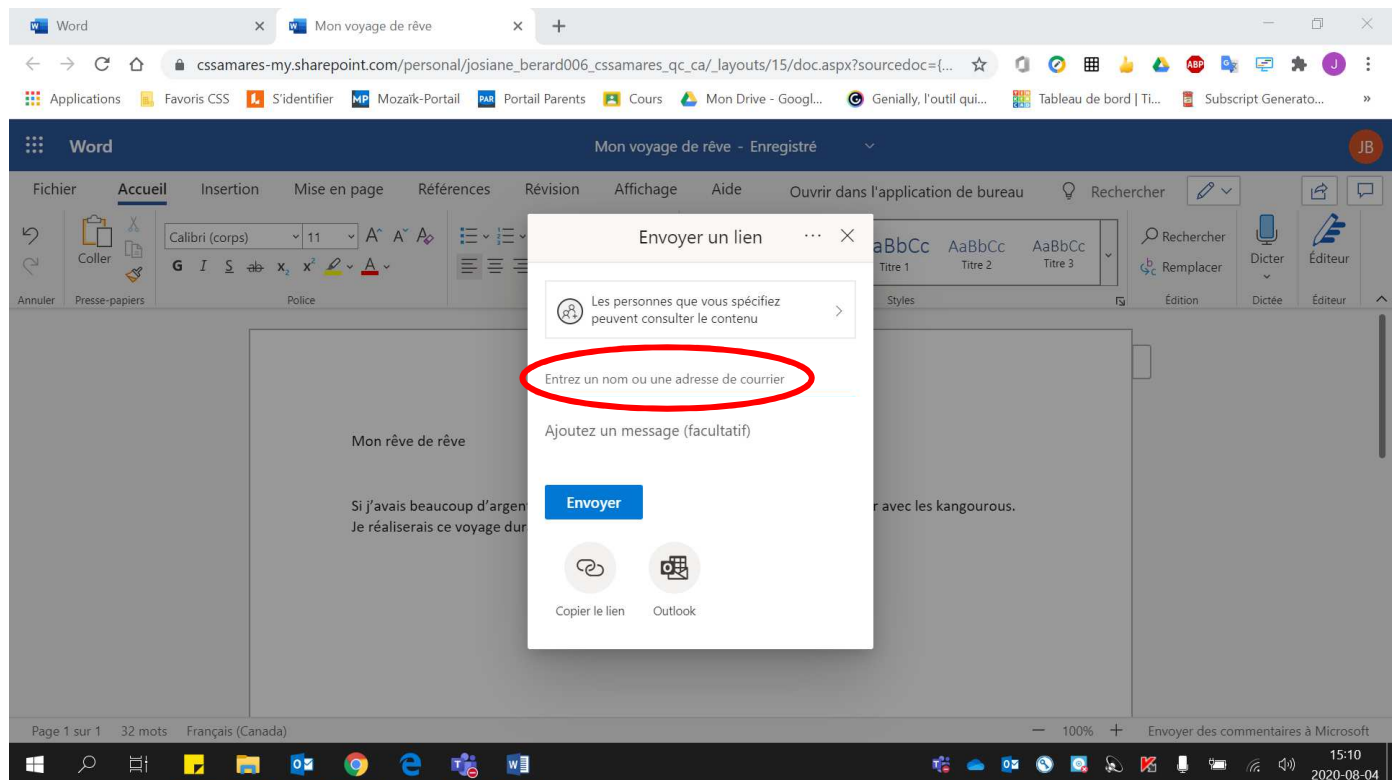 Word
Mon voyage de rêve
cssamares-my.sharepoint.com/personal/josiane_berard006_cssamares_qc_ca/_layouts/15/doc.aspx?sourcedoc={...
ABP
J
Applications
Favoris CSS
S'identifier
MP Mozaïk-Portail
PAR Portail Parents
Cours
Mon Drive - Googl...
Genially, l'outil qui...
Tableau de bord | Ti...
Subscript Generato...
»
Word
Mon voyage de rêve - Enregistré
JB
Fichier
Accueil
Insertion
Mise en page
Références
Révision
Affichage
Aide
Ouvrir dans l'application de bureau
Rechercher
Coller
Calibri (corps)
11
G I S ab x₂ x² A
aBbCc
Titre 1
AaBbCc
Titre 2
AaBbCc
Titre 3
Rechercher
Remplacer
Dicter
Éditeur
Annuler
Presse-papiers
Police
Styles
Édition
Dictée
Éditeur
Envoyer un lien
Les personnes que vous spécifiez
peuvent consulter le contenu
Entrez un nom ou une adresse de courrier
Ajoutez un message (facultatif)
Envoyer
Copier le lien
Outlook
Mon rêve de rêve
Si j'avais beaucoup d'argen r avec les kangourous.
Je réaliserais ce voyage dur
Page 1 sur 1
32 mots
Français (Canada)
100%
Envoyer des commentaires à Microsoft
15:10
2020-08-04